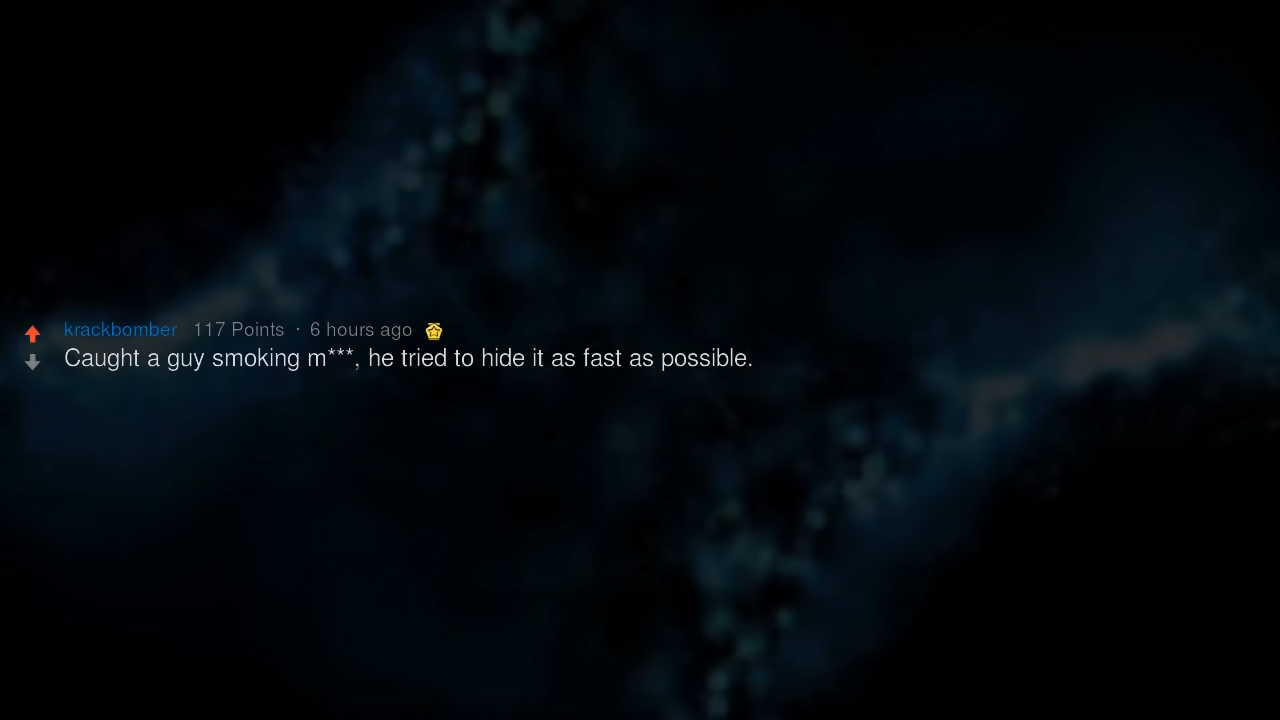 krackbomber 117 Points · 6 hours ago
Caught a guy smoking m***, he tried to hide it as fast as possible.